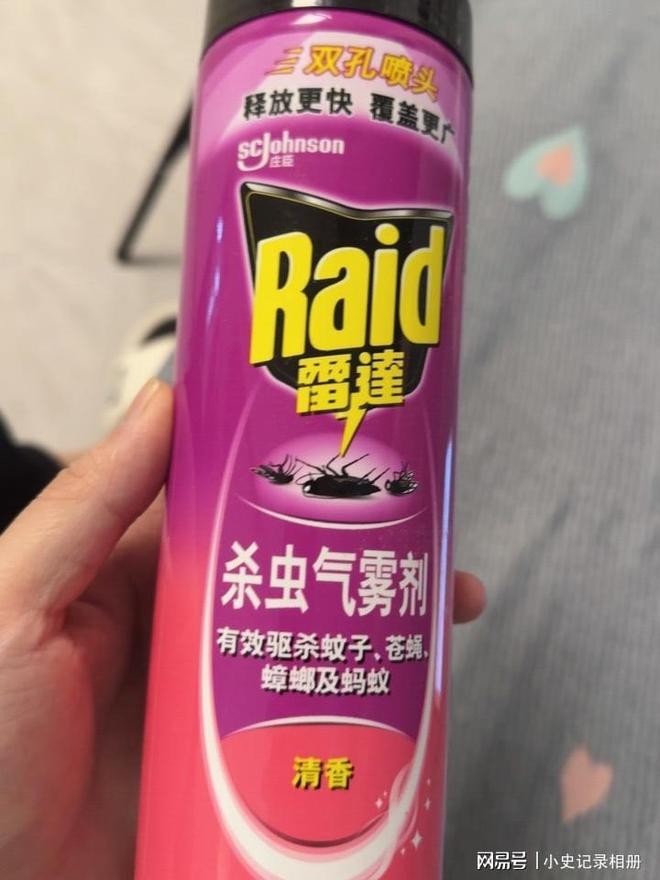 双孔喷头
释放更快 覆盖更广
scJohnson
庄臣
Raid
雷達
杀虫气雾剂
有效驱杀蚊子、苍蝇、
蟑螂及蚂蚁
清香
网易号 | 小史记录相册